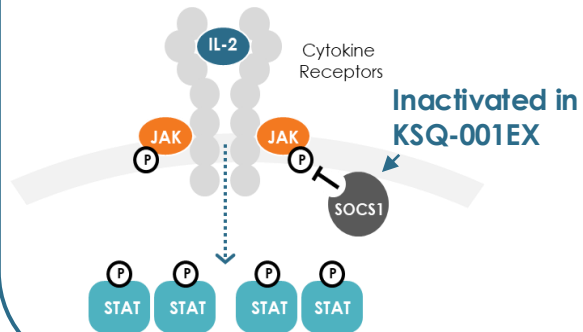 IL-2
Cytokine
Receptors
Inactivated in
KSQ-001EX
JAK
JAK
P
P
SOCS1
P
P
P
P
STAT
STAT
STAT
STAT